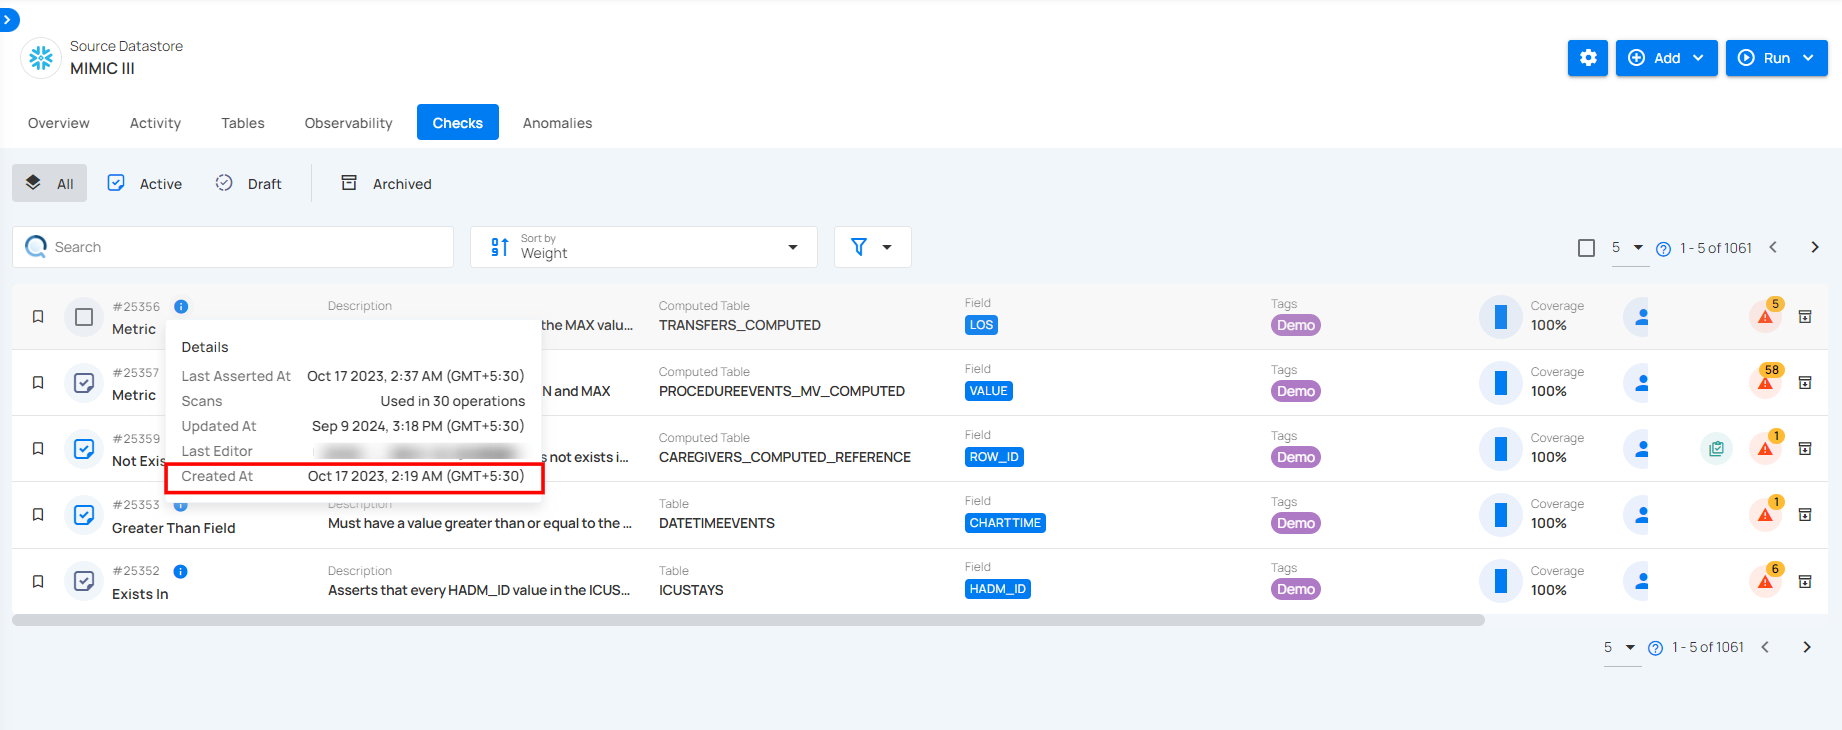 Source Datastore
MIMIC III
Add
Run
Overview
Activity
Tables
Observability
Checks
Anomalies
All
Active
Draft
Archived
Search
Sort by
Weight
5
1 - 5 of 1061
#25356
Metric
Description
the MAX valu...
Computed Table
TRANSFERS_COMPUTED
Field
LOS
Tags
Demo
Coverage
100%
5
Details
Last Asserted At Oct 17 2023, 2:37 AM (GMT+5:30)
Scans Used in 30 operations
Updated At Sep 9 2024, 3:18 PM (GMT+5:30)
Last Editor
Created At Oct 17 2023, 2:19 AM (GMT+5:30)
#25357
Metric
N and MAX
Computed Table
PROCEDUREEVENTS_MV_COMPUTED
Field
VALUE
Tags
Demo
Coverage
100%
58
#25359
Not Exis
s not exists i...
Computed Table
CAREGIVERS_COMPUTED_REFERENCE
Field
ROW_ID
Tags
Demo
Coverage
100%
1
#25353
Greater Than Field
Description
Must have a value greater than or equal to the ...
Table
DATETIMEEVENTS
Field
CHARTTIME
Tags
Demo
Coverage
100%
1
#25352
Exists In
Description
Asserts that every HADM_ID value in the ICUS...
Table
ICUSTAYS
Field
HADM_ID
Tags
Demo
Coverage
100%
6
5
1 - 5 of 1061